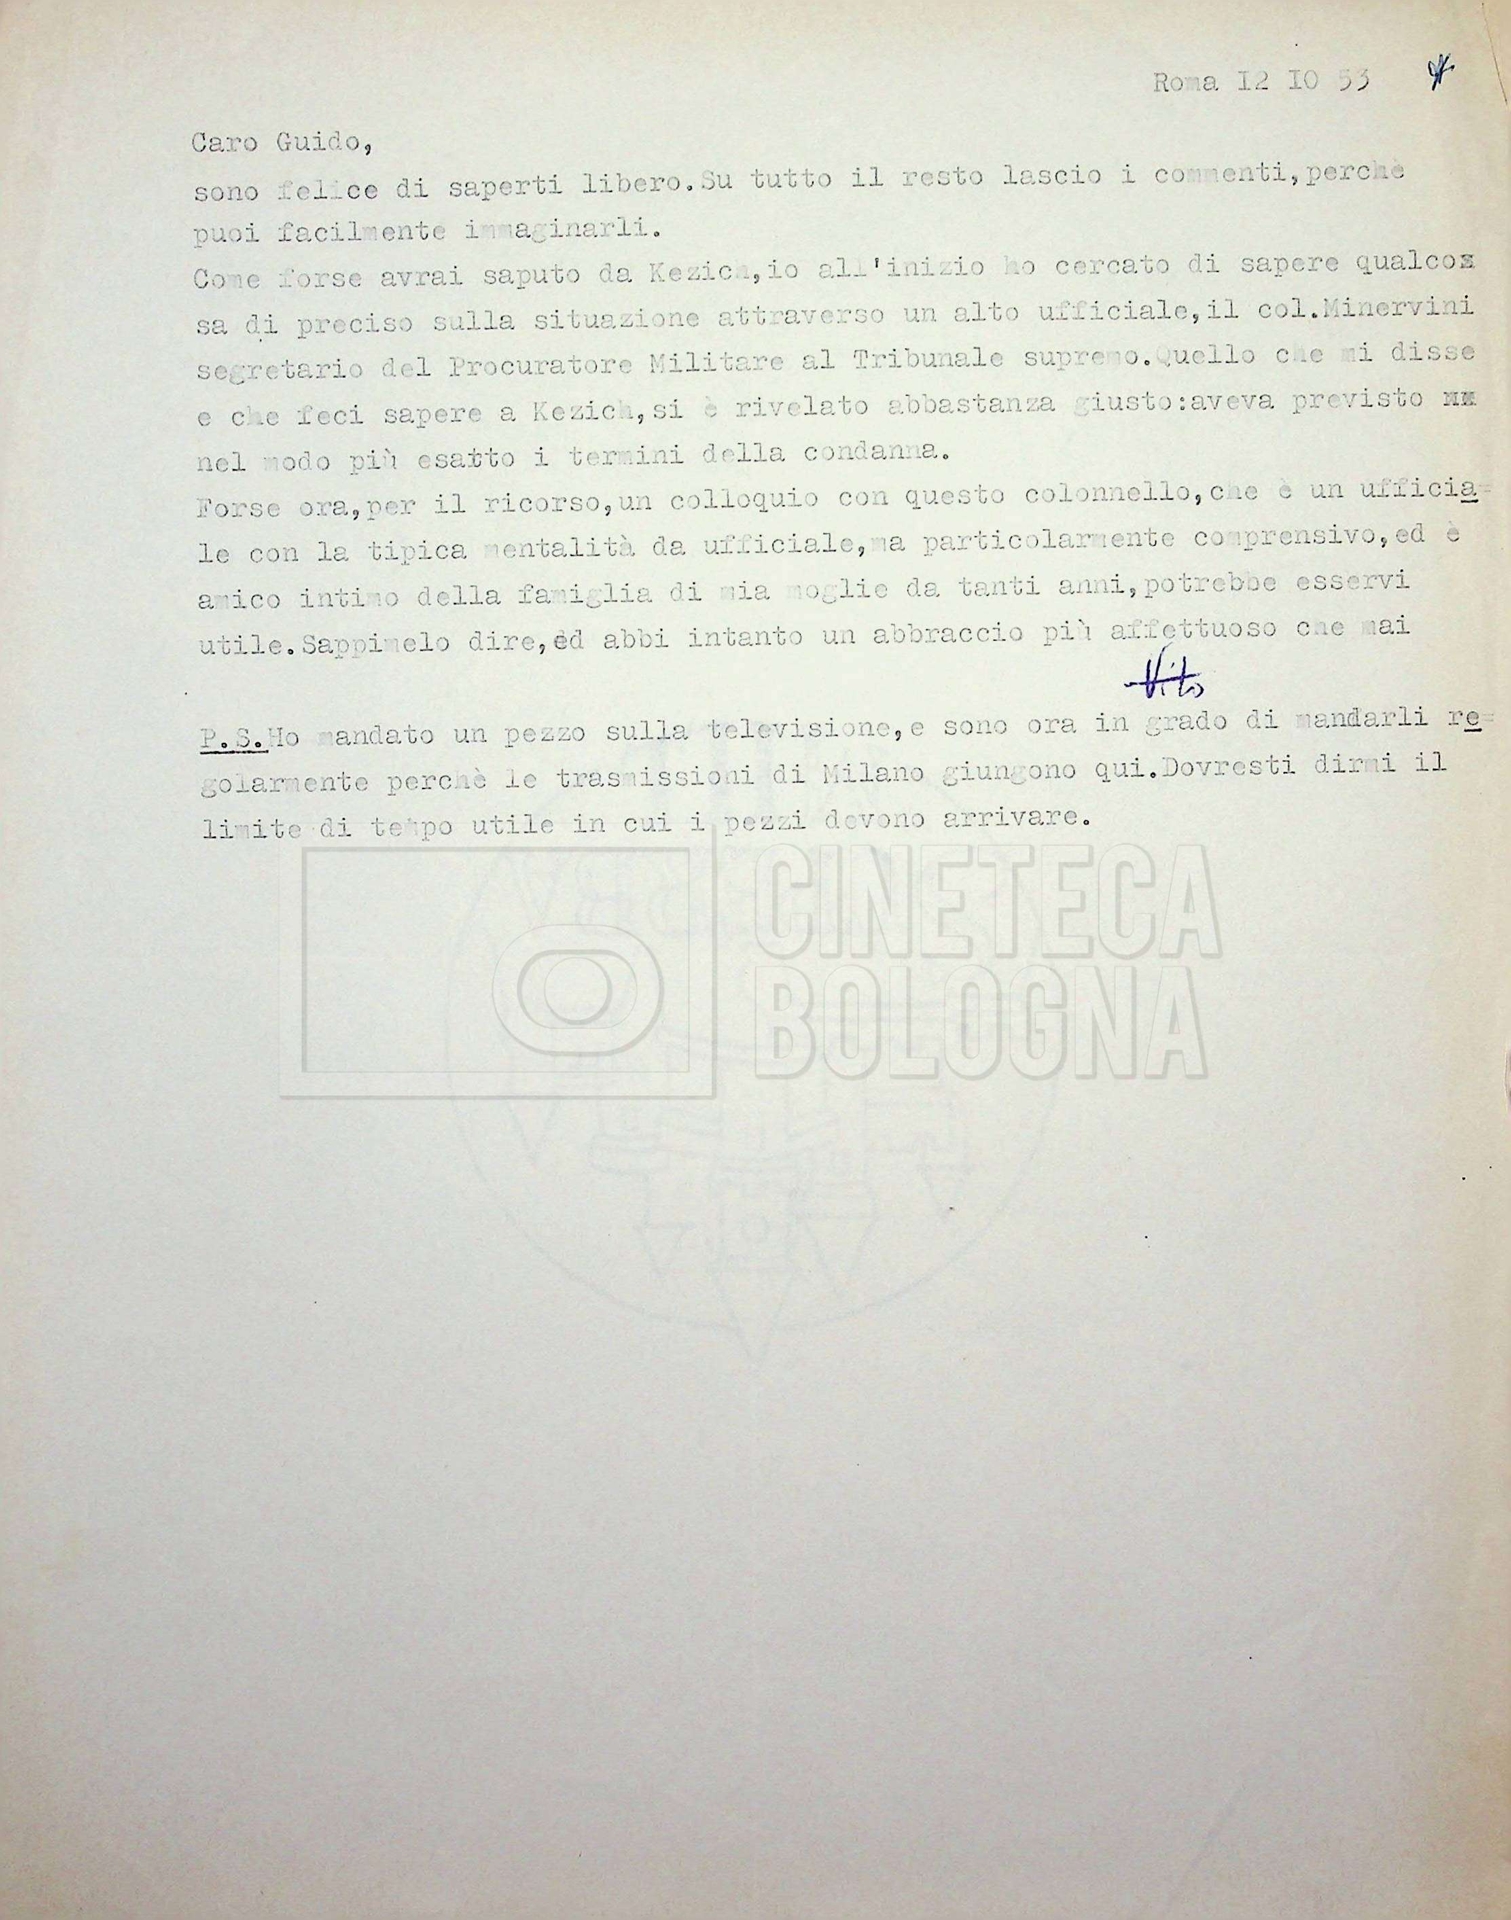 Roma I2 IO 53
Caro Guido,
sono felice di saperti libero.Su tutto il resto lascio i commenti,perchè
puoi facilmente immaginarli.
Come forse avrai saputo da Kezich,io all'inizio ho cercato di sapere qualcos
sa di preciso sulla situazione attraverso un alto ufficiale,il col.Minervini
segretario del Procuratore Militare al Tribunale supremo.Quello che mi disse
e che feci sapere a Kezich,si è rivelato abbastanza giusto:aveva previsto
nel modo più esatto i termini della condanna.
Forse ora,per il ricorso,un colloquio con questo colonnello,che è un ufficia=
le con la tipica mentalità da ufficiale,ma particolarmente comprensivo,ed è
amico intimo della famiglia di mia moglie da tanti anni,potrebbe esservi
utile.Sappimelo dire,ed abbi intanto un abbraccio più affettuoso che mai
Vito
P.S.Ho mandato un pezzo sulla televisione,e sono ora in grado di mandarli re=
golarmente perchè le trasmissioni di Milano giungono qui.Dovresti dirmi il
limite di tempo utile in cui i pezzi devono arrivare.
CINETECA
BOLOGNA